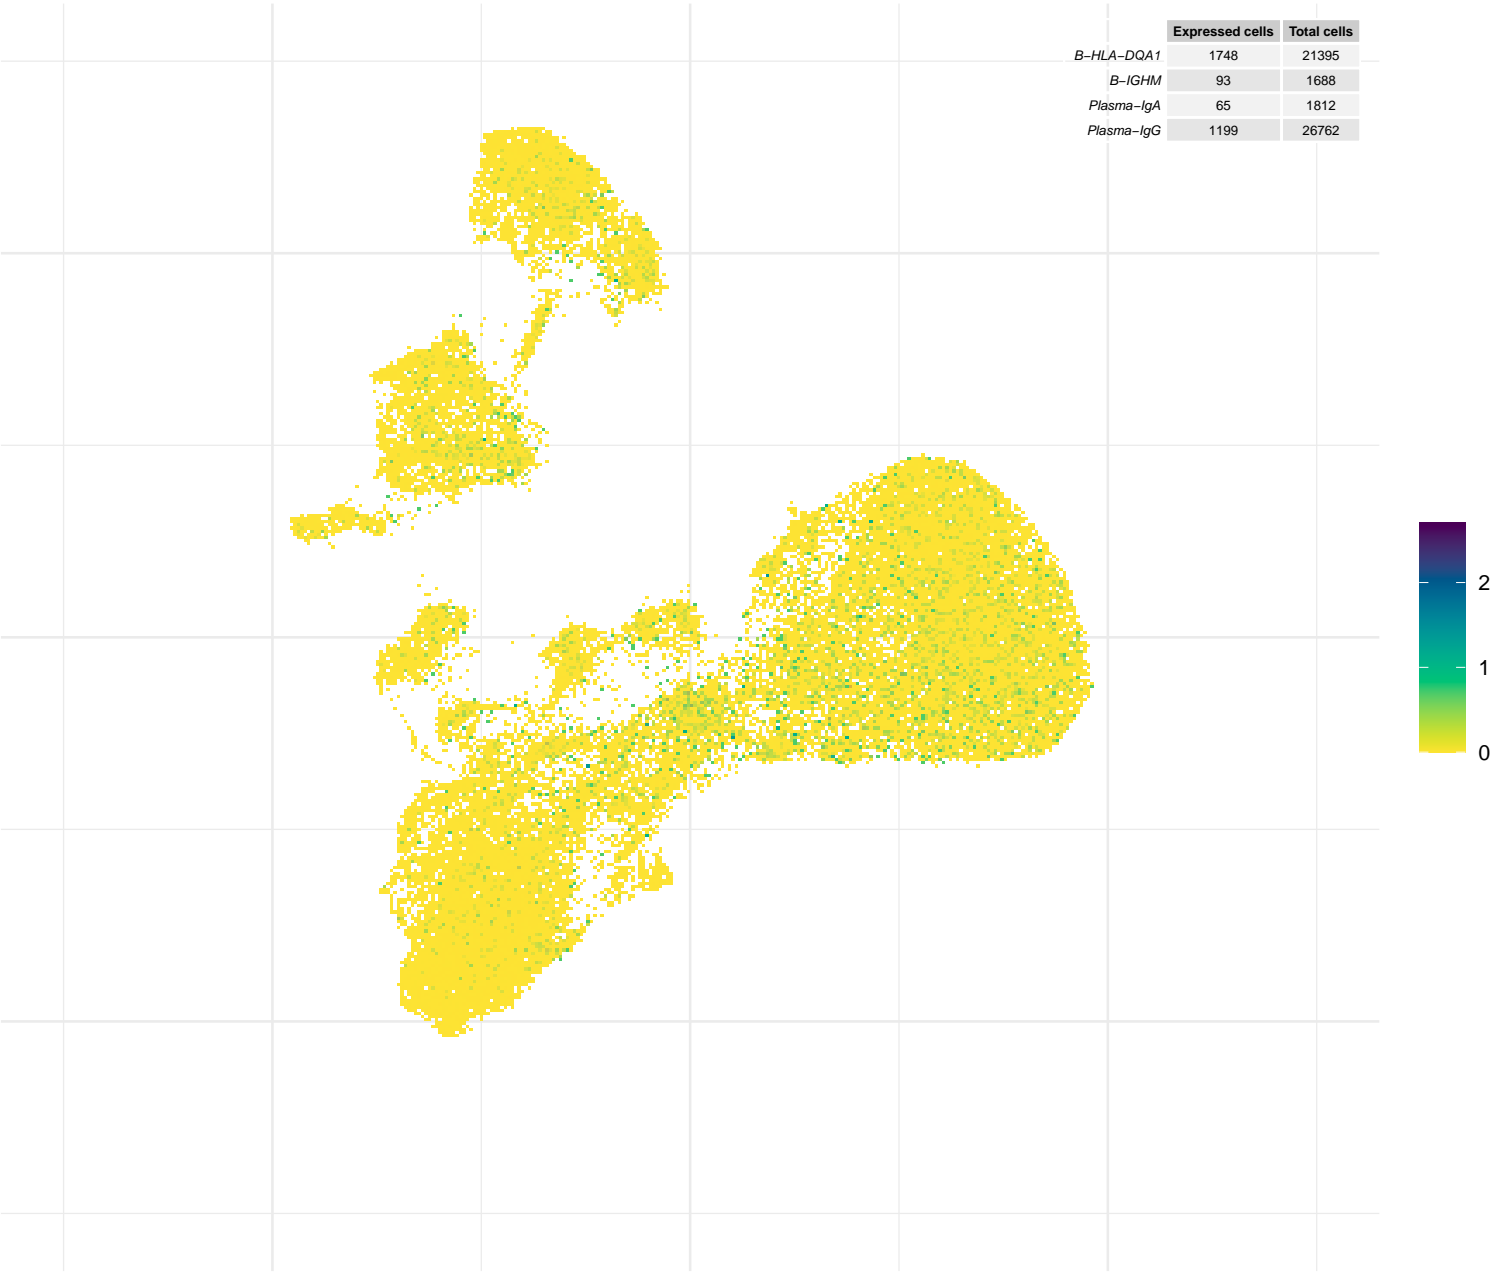 Expressed cells Total cells
B−HLA−DQA1 1748 21395
B−IGHM 93 1688
Plasma−IgA 65 1812
Plasma−IgG 1199 26762
2
1
0